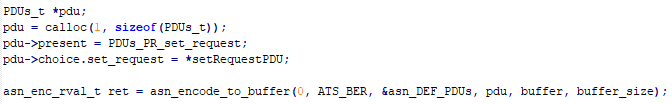 PDUs_t *pdu;
pdu = calloc(1, sizeof(PDUs_t));
pdu->present = PDUs_PR_set_request;
pdu->choice.set_request = *setRequestPDU;
asn_enc_rval_t ret = asn_encode_to_buffer(0, ATS_BER, &asn_DEF_PDUs, pdu, buffer, buffer_size);